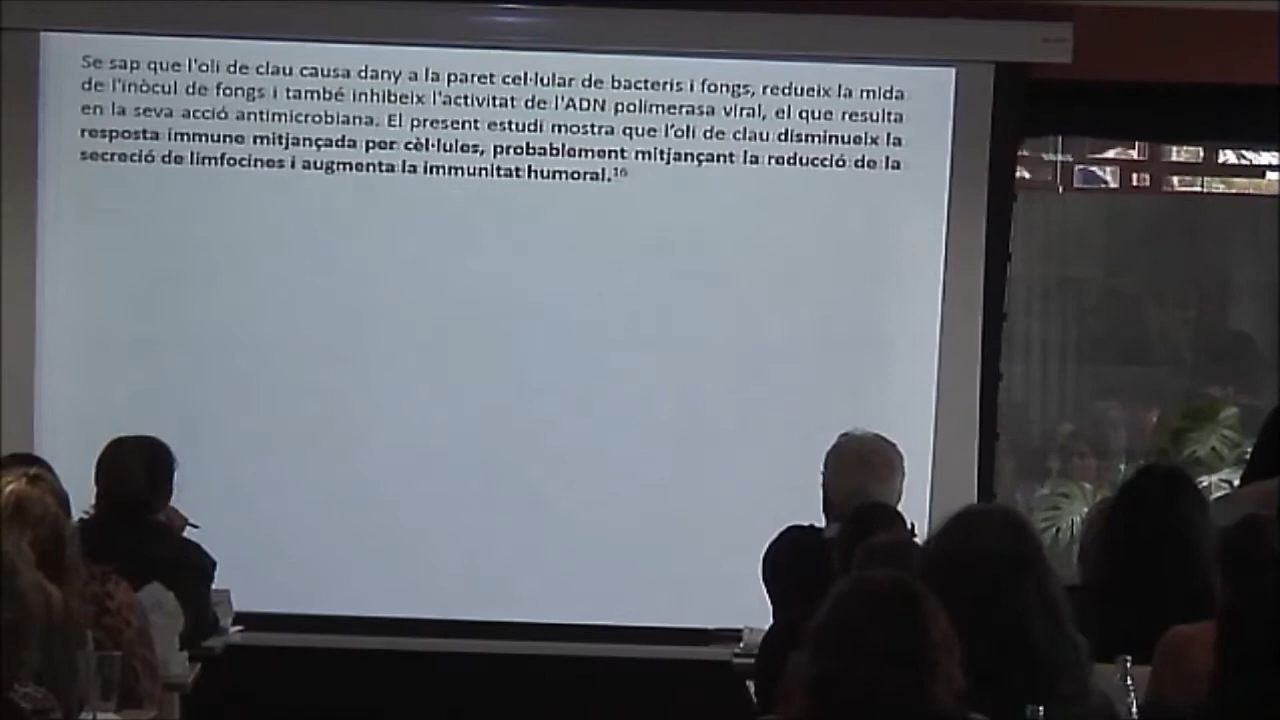 Se sap que l'oli de clau causa dany a la paret cel·lular de bacteris i fongs, redueix la mida
de l'inòcul de fongs i també inhibeix l'activitat de l'ADN polimerasa viral, el que resulta
en la seva acció antimicrobiana. El present estudi mostra que l'oli de clau disminueix la
resposta immune mitjançada per cèl·lules, probablement mitjançant la reducció de la
secreció de limfocines i augmenta la immunitat humoral.¹⁶